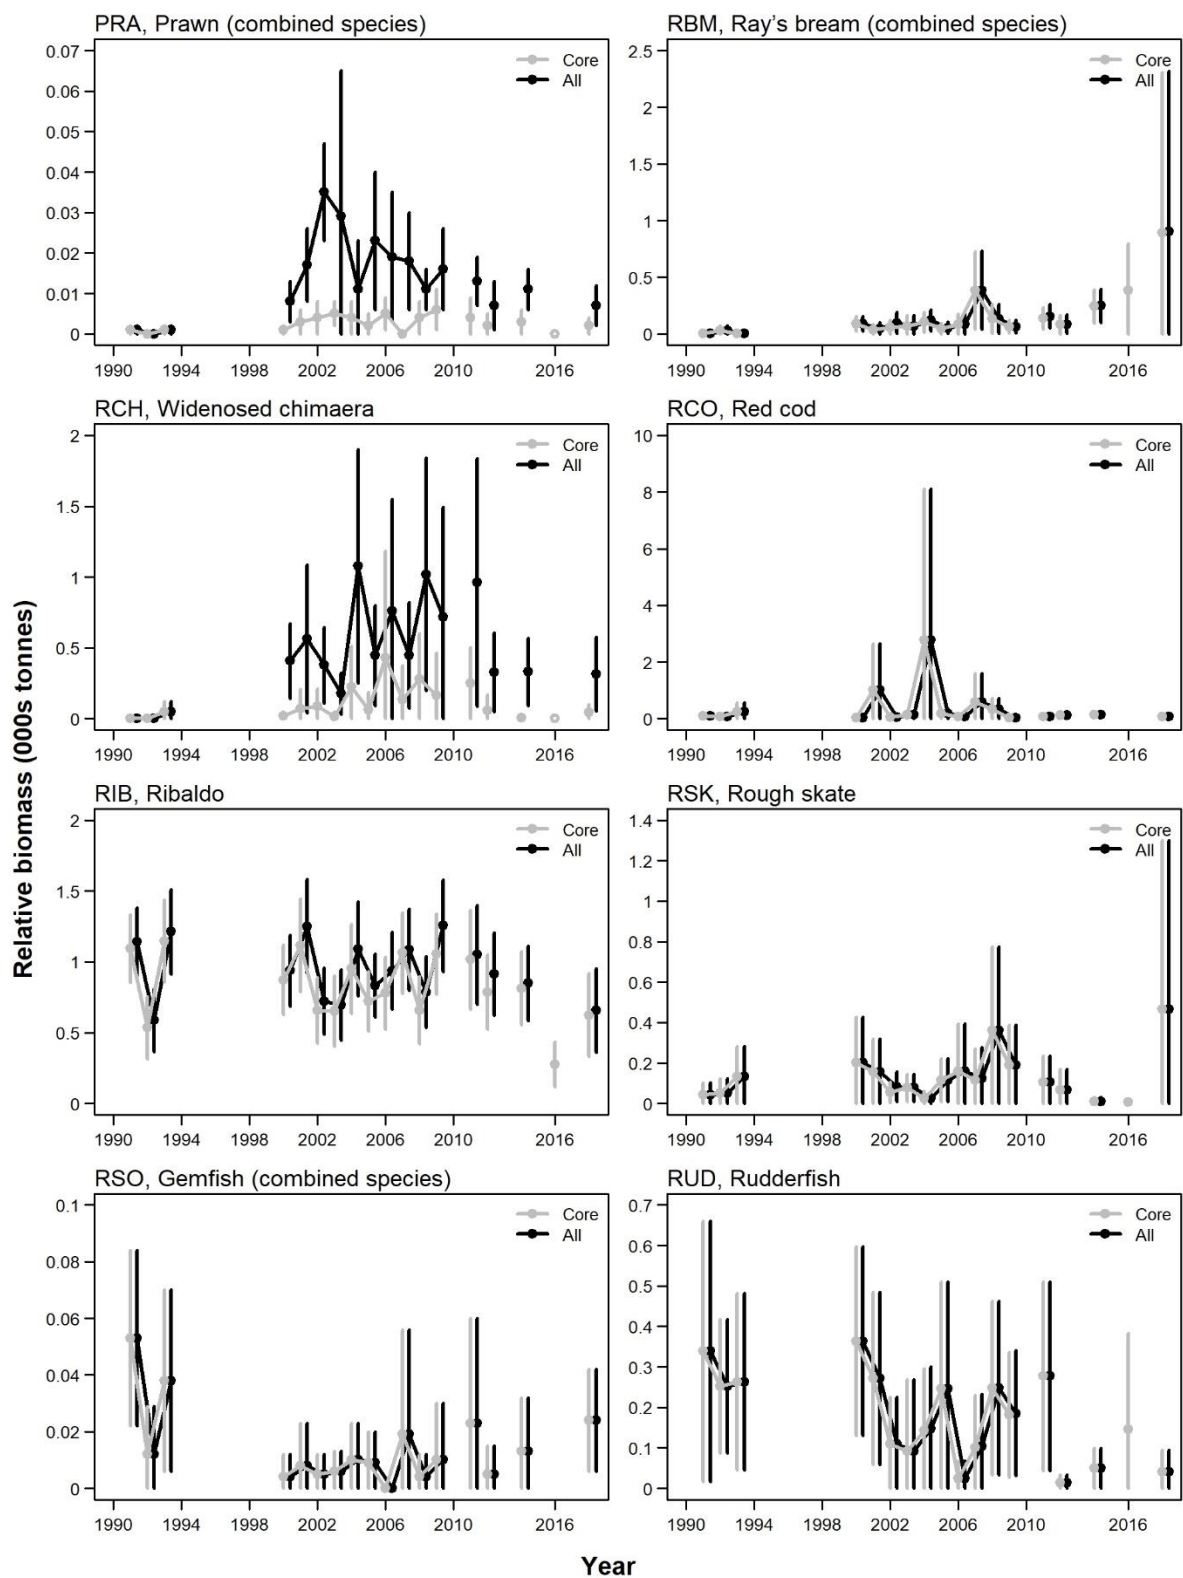 PRA, Prawn (combined species)
0.07
0.06
0.05
0.04
0.03
0.02
0.01
0
Core
All
1990 1994 1998 2002 2006 2010 2016
RBM, Ray's bream (combined species)
2.5
2
1.5
1
0.5
0
Core
All
1990 1994 1998 2002 2006 2010 2016
RCH, Widenosed chimaera
2
1.5
1
0.5
0
Core
All
1990 1994 1998 2002 2006 2010 2016
RCO, Red cod
10
8
6
4
2
0
Core
All
1990 1994 1998 2002 2006 2010 2016
Relative biomass (000s tonnes)
RIB, Ribaldo
2
1.5
1
0.5
0
Core
All
1990 1994 1998 2002 2006 2010 2016
RSK, Rough skate
1.4
1.2
1
0.8
0.6
0.4
0.2
0
Core
All
1990 1994 1998 2002 2006 2010 2016
RSO, Gemfish (combined species)
0.1
0.08
0.06
0.04
0.02
0
Core
All
1990 1994 1998 2002 2006 2010 2016
RUD, Rudderfish
0.7
0.6
0.5
0.4
0.3
0.2
0.1
0
Core
All
1990 1994 1998 2002 2006 2010 2016
Year